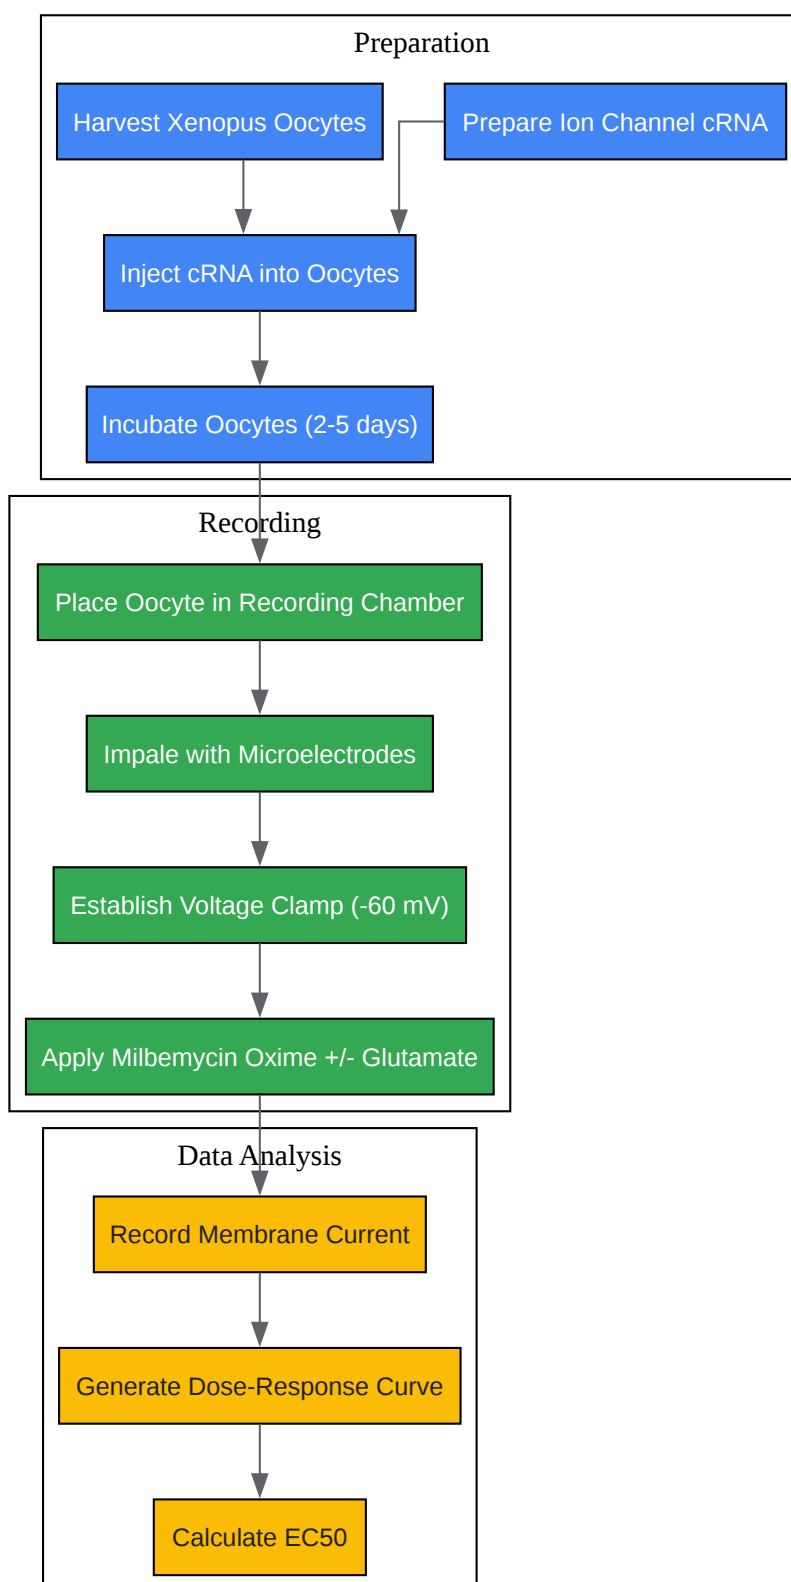 Preparation
Harvest Xenopus Oocytes
Prepare Ion Channel cRNA
Inject cRNA into Oocytes
Incubate Oocytes (2-5 days)
Recording
Place Oocyte in Recording Chamber
Impale with Microelectrodes
Establish Voltage Clamp (-60 mV)
Apply Milbemycin Oxime +/- Glutamate
Data Analysis
Record Membrane Current
Generate Dose-Response Curve
Calculate EC50